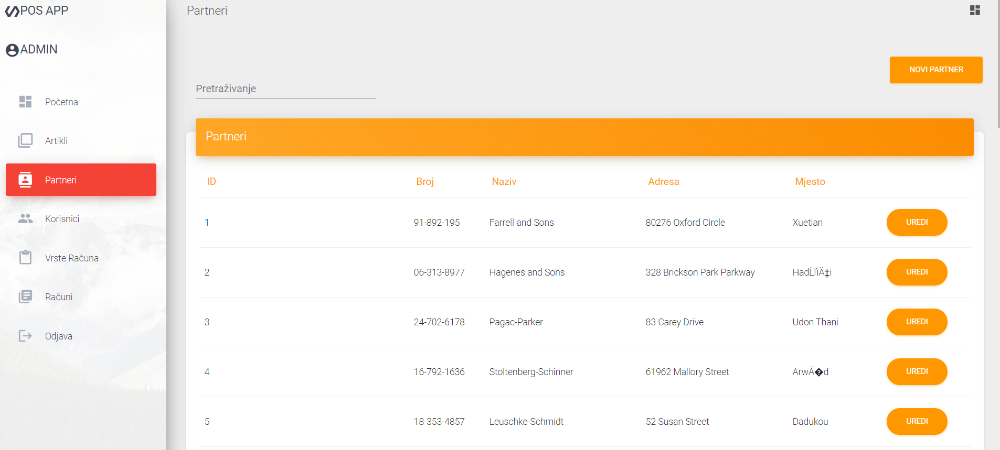 POS APP
ADMIN
Početna
Artikli
Partneri
Korisnici
Vrste Računa
Računi
Odjava
Partneri
NOVI PARTNER
Pretraživanje
Partneri
ID Broj Naziv Adresa Mjesto
1 91-892-195 Farrell and Sons 80276 Oxford Circle Xuetian UREDI
2 06-313-8977 Hagenes and Sons 328 Brickson Park Parkway HadĹľiÄ‡i UREDI
3 24-702-6178 Pagac-Parker 83 Carey Drive Udon Thani UREDI
4 16-792-1636 Stoltenberg-Schinner 61962 Mallory Street ArwÄ�d UREDI
5 18-353-4857 Leuschke-Schmidt 52 Susan Street Dadukou UREDI